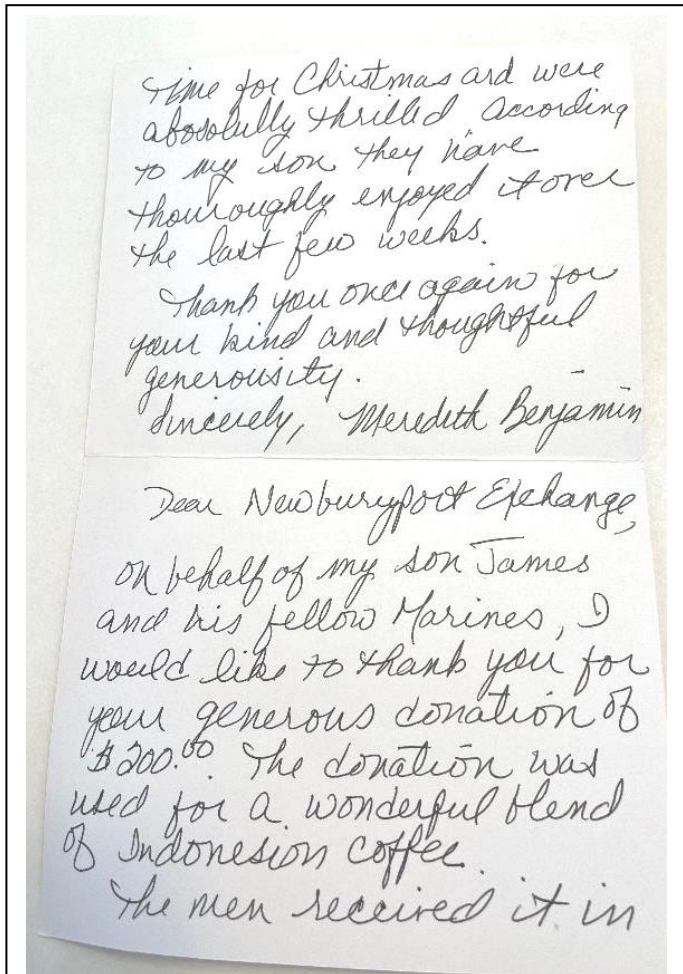 time for Christmas ard were
abosolully thrilled According
to my son they have
thouroughly enjoyed it over
the last few weeks.
Thank you once again for
your kind and thoughtful
generousity.
Sincerely, Meredith Benjamin
Dear Newburyport Exchange,
on behalf of my son James
and his fellow Marines, I
would like to thank you for
your generous donation of
$200.00. The donation was
used for a wonderful blend
of Indonesion Coffee.
The men received it in